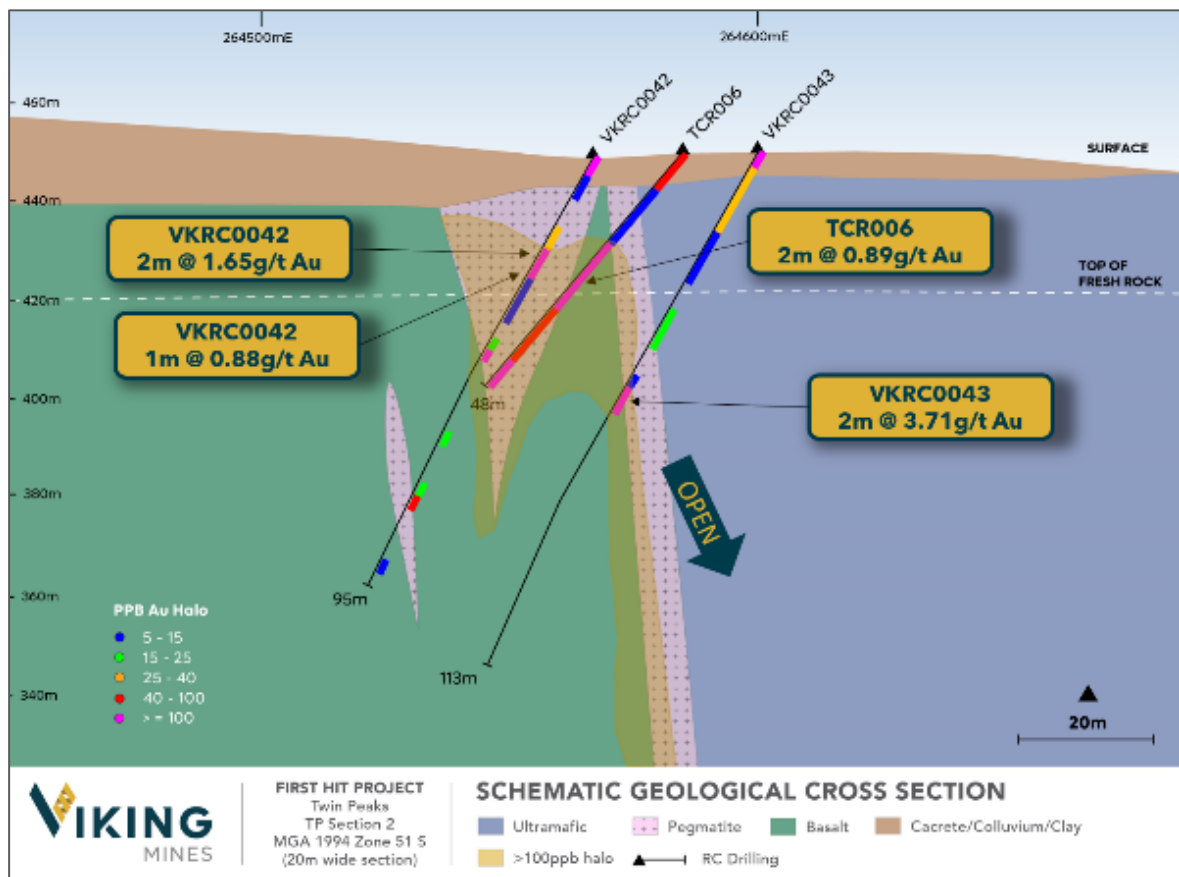 264500mE
264600mE
460m
440m
420m
400m
380m
360m
340m
VKRC0042
TCR006
VKRC0043
SURFACE
TOP OF
FRESH ROCK
VKRC0042
2m @ 1.65g/t Au
TCR006
2m @ 0.89g/t Au
VKRC0042
1m @ 0.88g/t Au
VKRC0043
2m @ 3.71g/t Au
48m
OPEN
95m
113m
PPB Au Halo
5 - 15
15 - 25
25 - 40
40 - 100
> = 100
20m
VIKING
MINES
FIRST HIT PROJECT
Twin Peaks
TP Section 2
MGA 1994 Zone 51 S
(20m wide section)
SCHEMATIC GEOLOGICAL CROSS SECTION
Ultramafic
Pegmatite
Basalt
Cacrete/Colluvium/Clay
>100ppb halo
RC Drilling